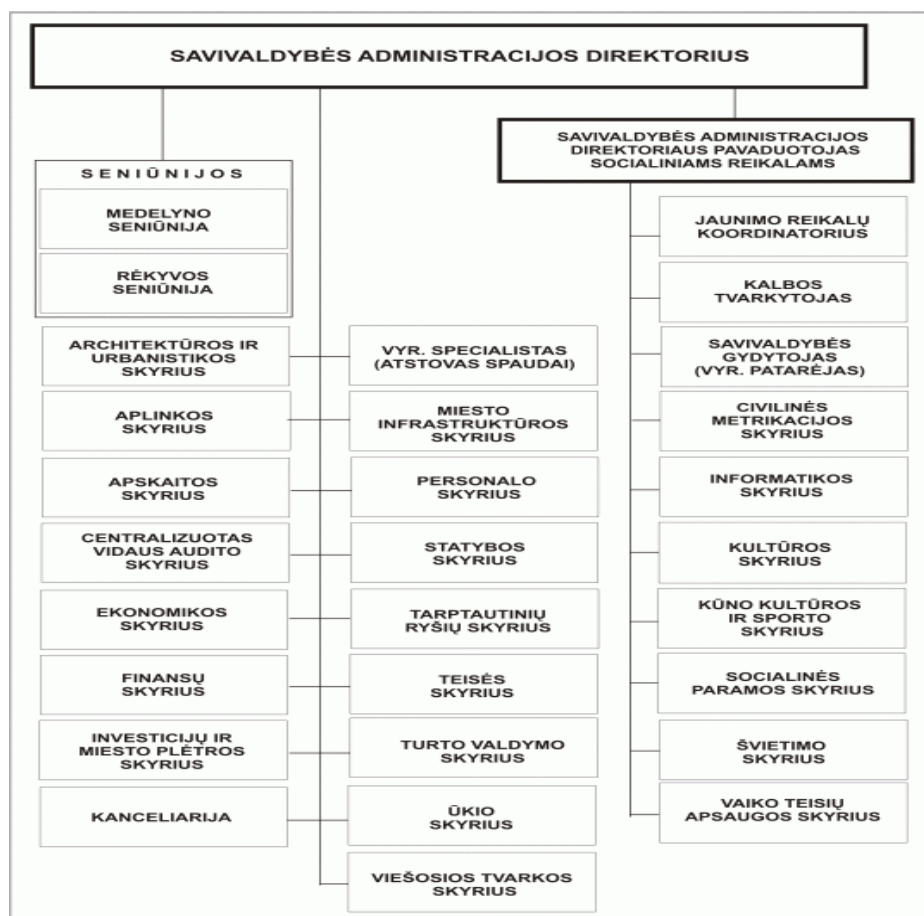 SAVIVALDYBĖS ADMINISTRACIJOS DIREKTORIUS
SENIŪNIJOS
MEDELYNO
SENIŪNIJA
RĖKYVOS
SENIŪNIJA
ARCHITEKTŪROS IR
URBANISTIKOS
SKYRIUS
APLINKOS
SKYRIUS
APSKAITOS
SKYRIUS
CENTRALIZUOTAS
VIDAUS AUDITO
SKYRIUS
EKONOMIKOS
SKYRIUS
FINANSŲ
SKYRIUS
INVESTICIJŲ IR
MIESTO PLĖTROS
SKYRIUS
KANCELIARIJA
VYR. SPECIALISTAS
(ATSTOVAS SPAUDAI)
MIESTO
INFRASTRUKTŪROS
SKYRIUS
PERSONALO
SKYRIUS
STATYBOS
SKYRIUS
TARPTAUTINIŲ
RYŠIŲ SKYRIUS
TEISĖS
SKYRIUS
TURTO VALDYMO
SKYRIUS
ŪKIO
SKYRIUS
VIEŠOSIOS TVARKOS
SKYRIUS
SAVIVALDYBĖS ADMINISTRACIJOS
DIREKTORIAUS PAVADUOTOJAS
SOCIALINIAMS REIKALAMS
JAUNIMO REIKALŲ
KOORDINATORIUS
KALBOS
TVARKYTOJAS
SAVIVALDYBĖS
GYDYTOJAS
(VYR. PATARĖJAS)
CIVILINĖS
METRIKACIJOS
SKYRIUS
INFORMATIKOS
SKYRIUS
KULTŪROS
SKYRIUS
KŪNO KULTŪROS
IR SPORTO
SKYRIUS
SOCIALINĖS
PARAMOS SKYRIUS
ŠVIETIMO
SKYRIUS
VAIKO TEISIŲ
APSAUGOS SKYRIUS